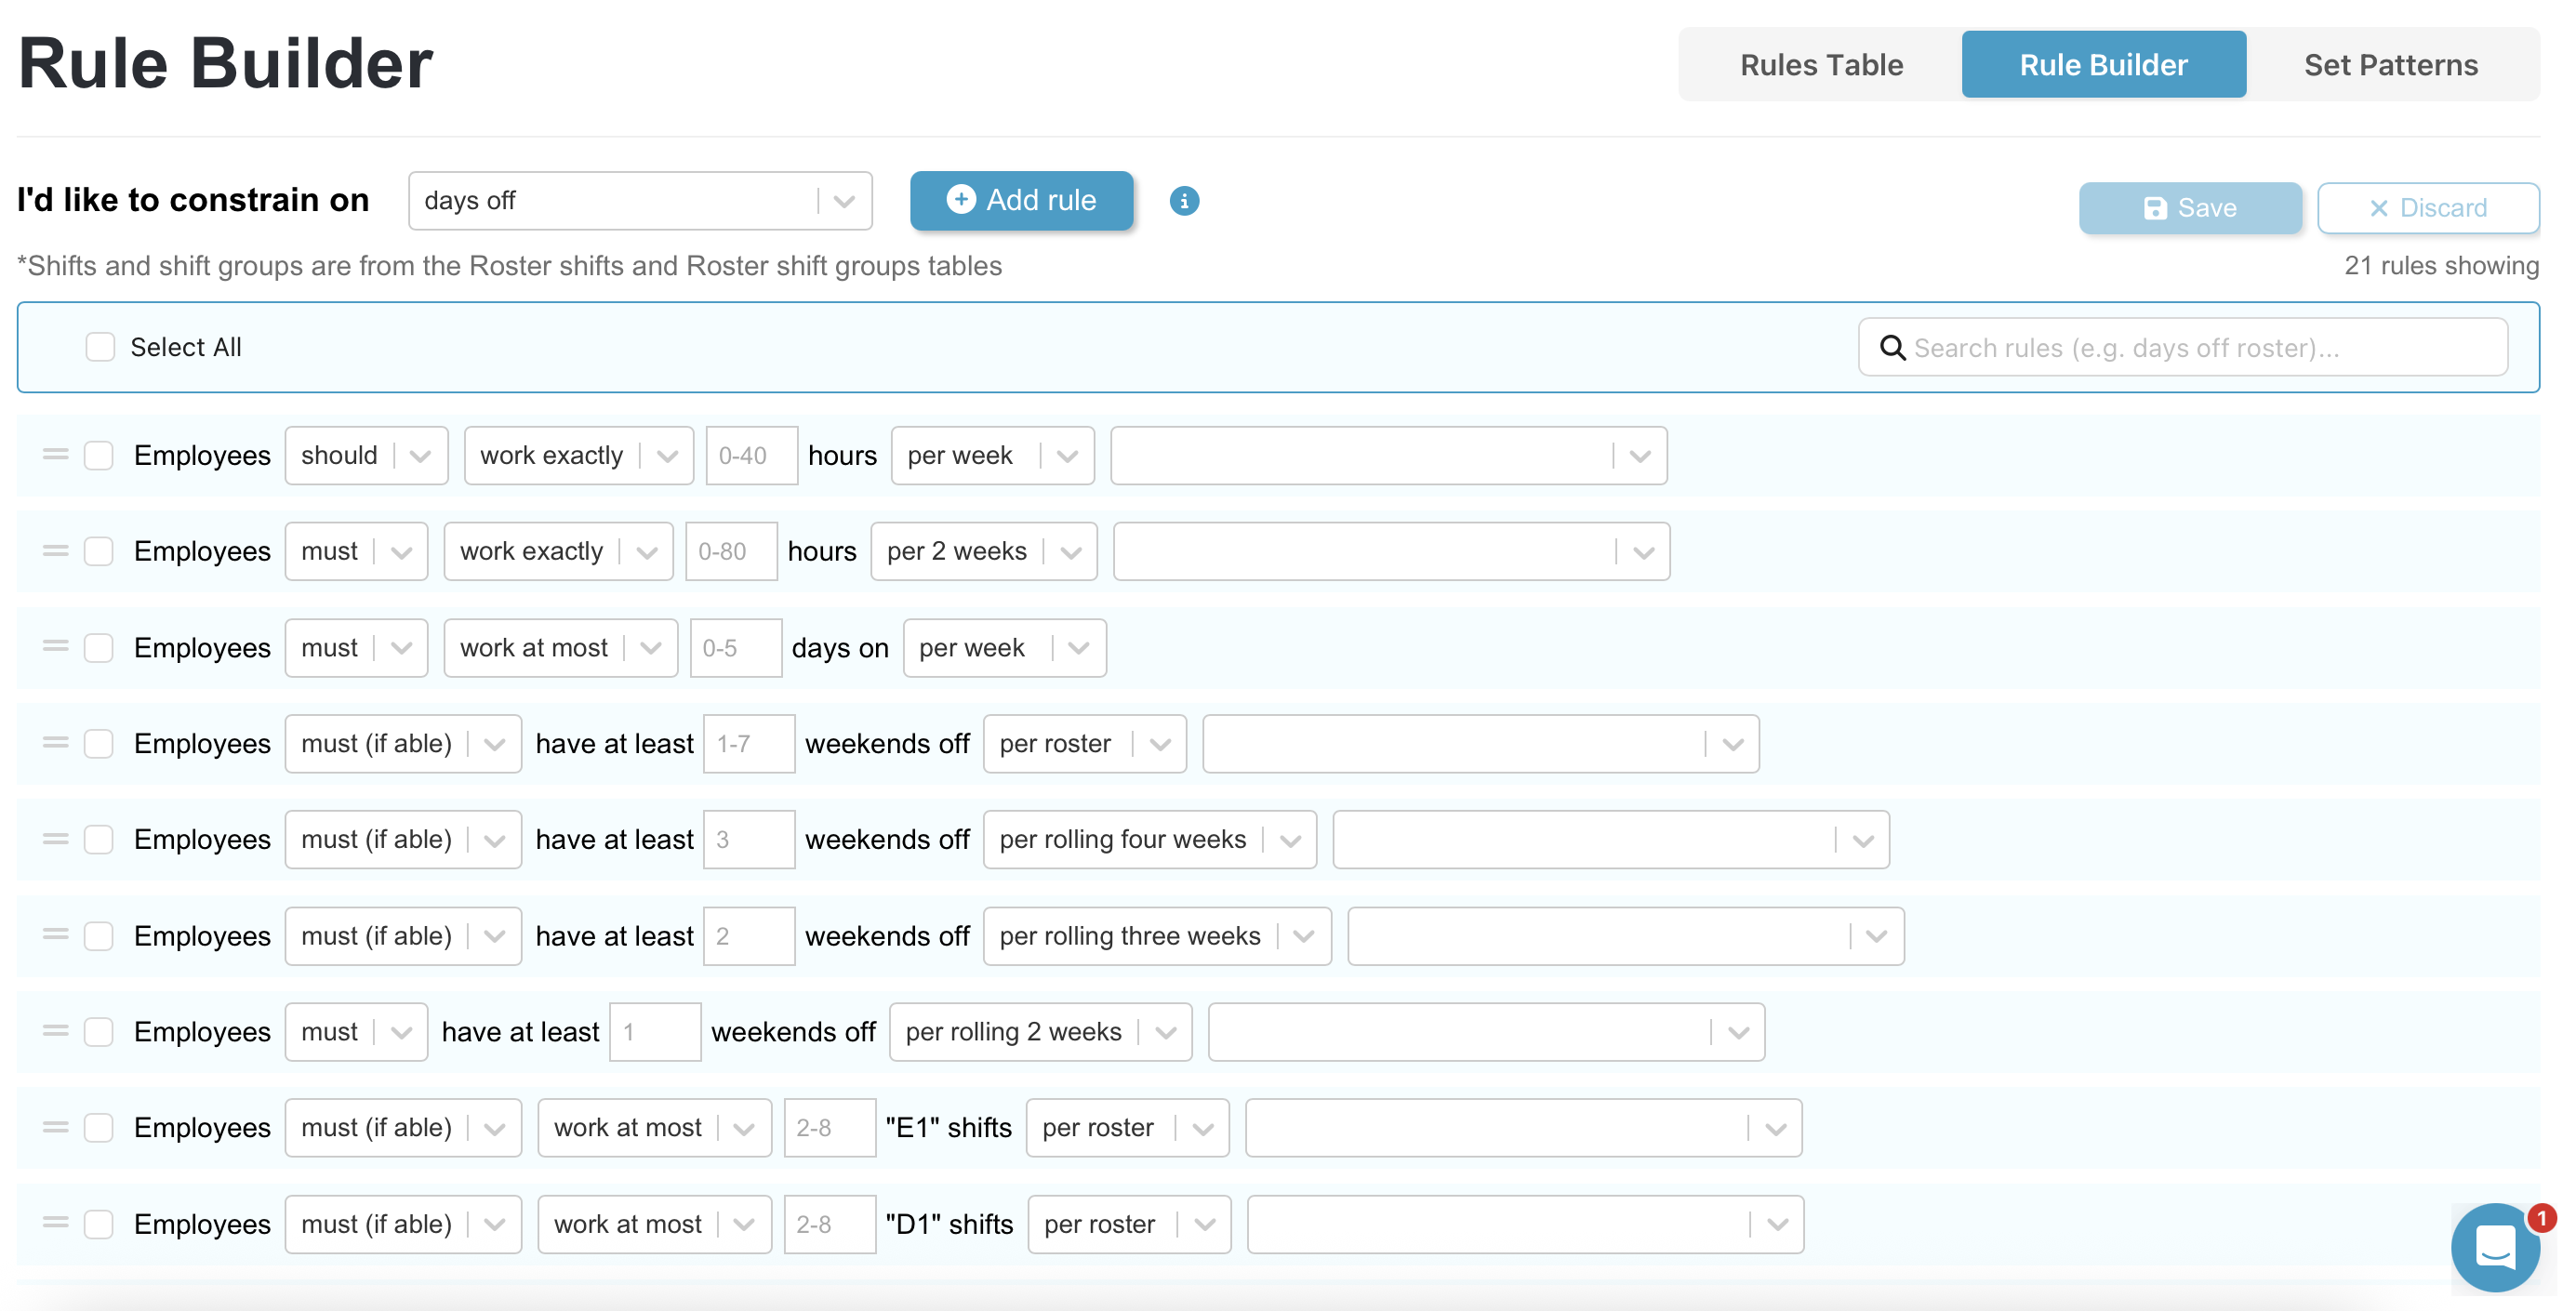 Rule Builder
Rules Table Rule Builder Set Patterns
I'd like to constrain on days off Add rule Save Discard
*Shifts and shift groups are from the Roster shifts and Roster shift groups tables 21 rules showing
Select All Search rules (e.g. days off roster)...
Employees should work exactly 0-40 hours per week
Employees must work exactly 0-80 hours per 2 weeks
Employees must work at most 0-5 days on per week
Employees must (if able) have at least 1-7 weekends off per roster
Employees must (if able) have at least 3 weekends off per rolling four weeks
Employees must (if able) have at least 2 weekends off per rolling three weeks
Employees must have at least 1 weekends off per rolling 2 weeks
Employees must (if able) work at most 2-8 "E1" shifts per roster
Employees must (if able) work at most 2-8 "D1" shifts per roster
1